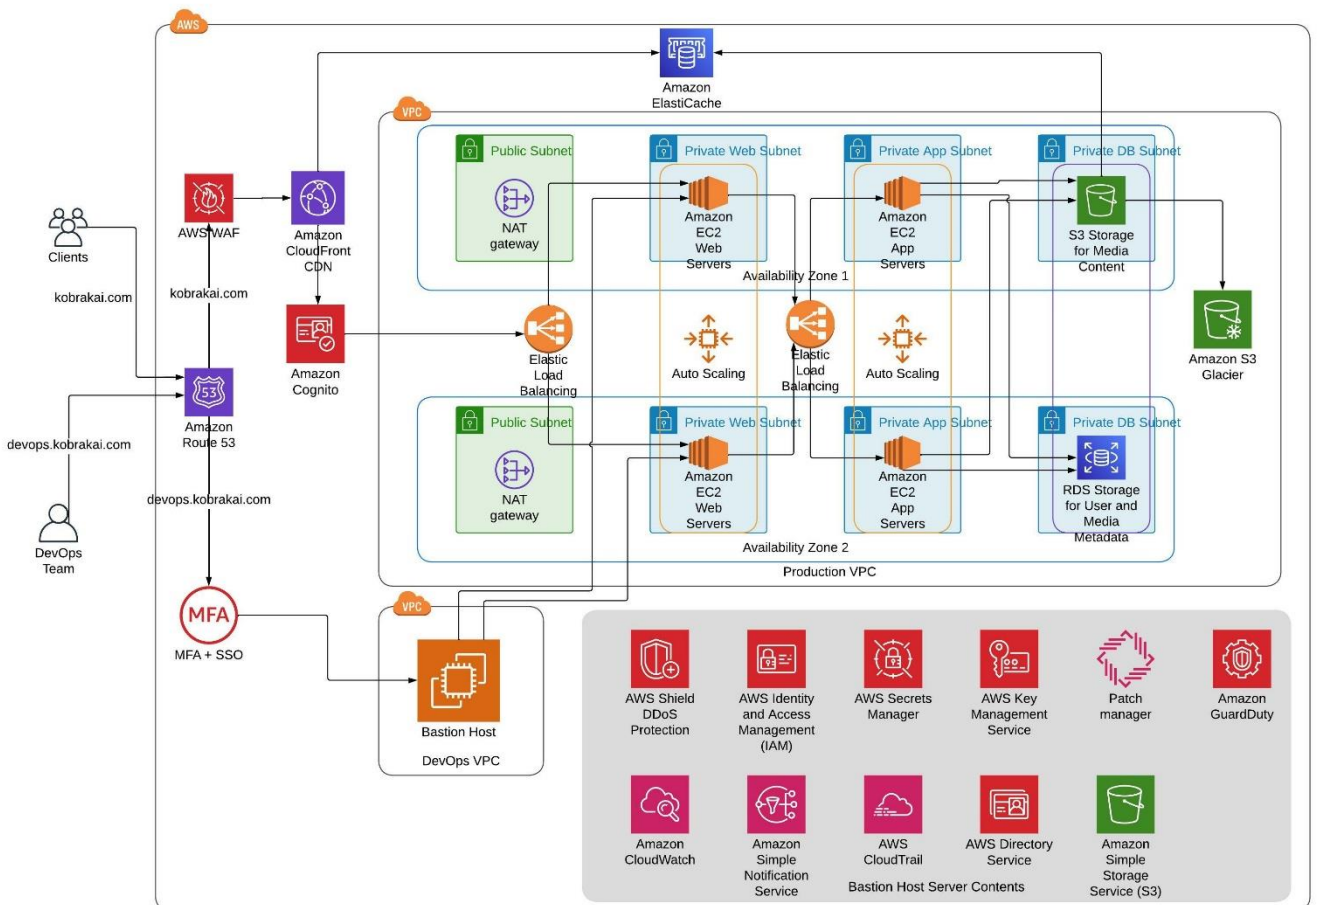 AWS
Amazon
ElastiCache
VPC
Public Subnet
Private Web Subnet
Private App Subnet
Private DB Subnet
NAT
gateway
Amazon
EC2
Web
Servers
Amazon
EC2
App
Servers
S3 Storage
for Media
Content
Availability Zone 1
Clients
AWS WAF
Amazon
CloudFront
CDN
kobrakai.com
kobrakai.com
Amazon
Cognito
Elastic
Load
Balancing
Auto Scaling
Elastic
Load
Balancing
Auto Scaling
Amazon S3
Glacier
53
Amazon
Route 53
devops.kobrakai.com
devops.kobrakai.com
DevOps
Team
Public Subnet
Private Web Subnet
Private App Subnet
Private DB Subnet
NAT
gateway
Amazon
EC2
Web
Servers
Amazon
EC2
App
Servers
RDS Storage
for User and
Media
Metadata
Availability Zone 2
Production VPC
MFA
MFA + SSO
VPC
Bastion Host
DevOps VPC
AWS Shield
DDoS
Protection
AWS Identity
and Access
Management
(IAM)
AWS Secrets
Manager
AWS Key
Management
Service
Patch
manager
Amazon
GuardDuty
Amazon
CloudWatch
Amazon
Simple
Notification
Service
AWS
CloudTrail
AWS Directory
Service
Amazon
Simple
Storage
Service (S3)
Bastion Host Server Contents